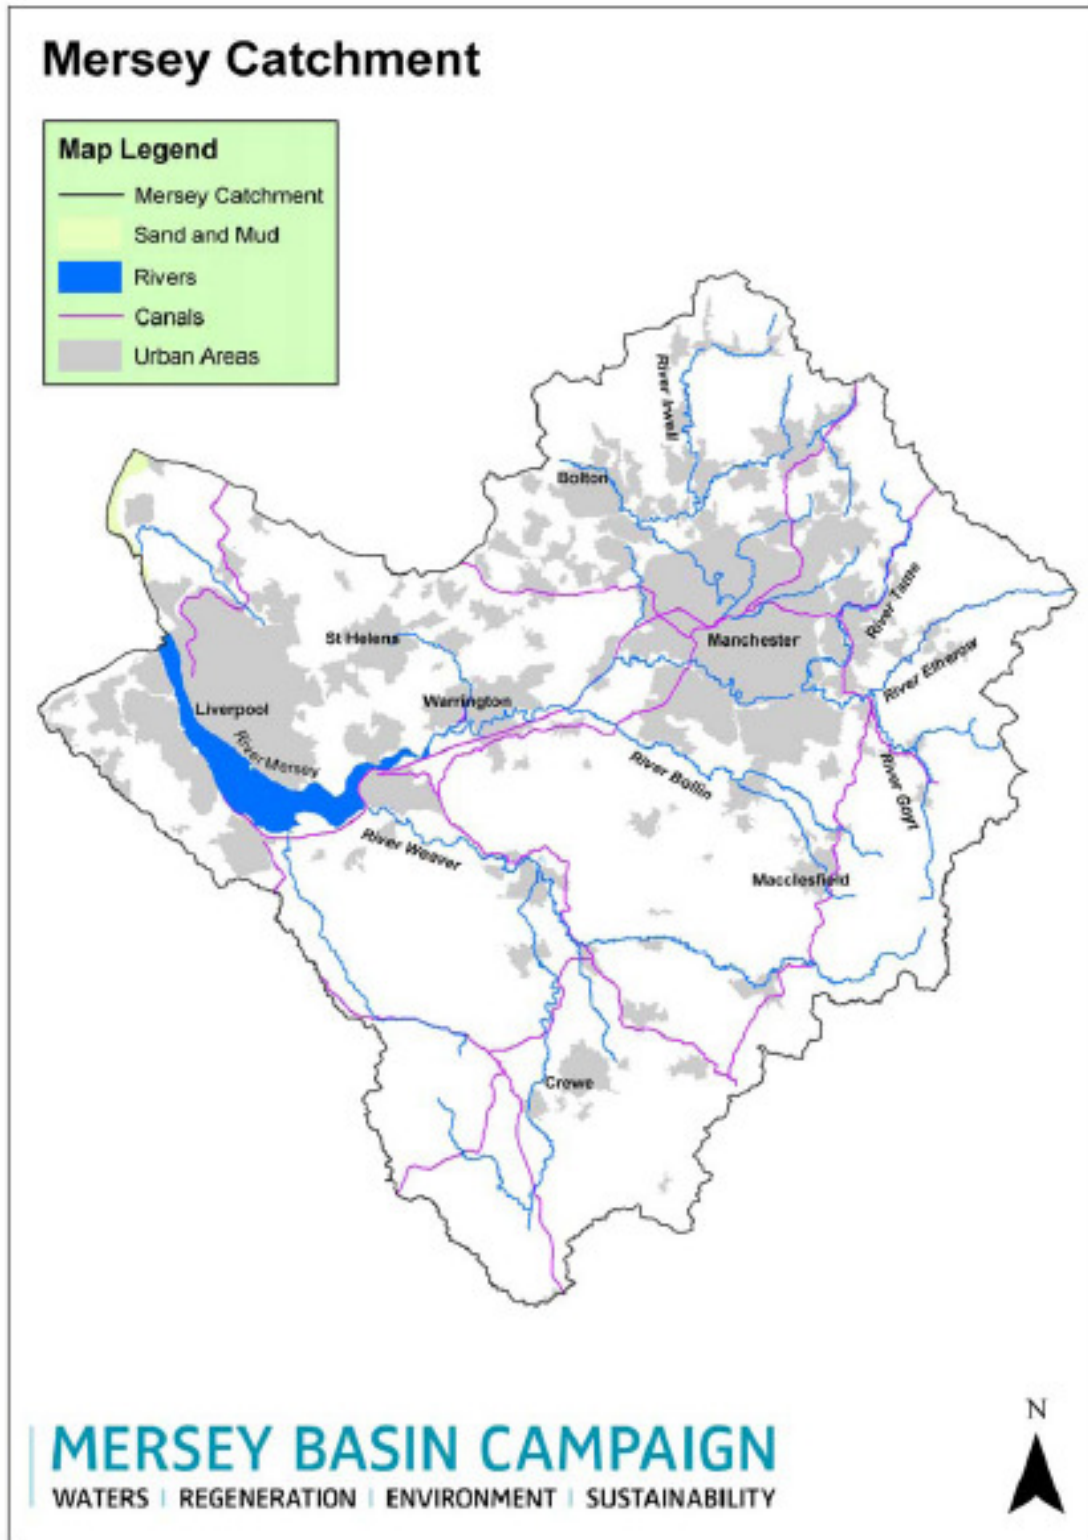 Mersey Catchment
Map Legend
Mersey Catchment
Sand and Mud
Rivers
Canals
Urban Areas
River Irwell
Bolton
River Tame
St Helens
Manchester
River Etherow
Warrington
Liverpool
River Mersey
River Bollin
River Goyt
River Weaver
Macclesfield
Crewe
N
MERSEY BASIN CAMPAIGN
WATERS | REGENERATION | ENVIRONMENT | SUSTAINABILITY